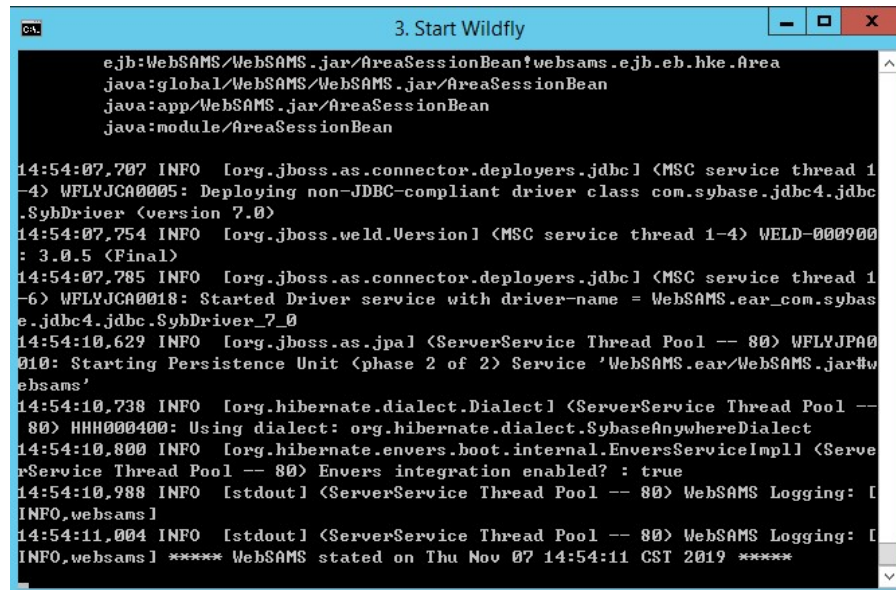 3. Start Wildfly
ejb:WebSAMS/WebSAMS.jar/AreaSessionBean!websams.ejb.eb.hke.Area
java:global/WebSAMS/WebSAMS.jar/AreaSessionBean
java:app/WebSAMS.jar/AreaSessionBean
java:module/AreaSessionBean
14:54:07,707 INFO  [org.jboss.as.connector.deployers.jdbc] (MSC service thread 1
-4) WFLYJCA0005: Deploying non-JDBC-compliant driver class com.sybase.jdbc4.jdbc
.SybDriver (version 7.0)
14:54:07,754 INFO  [org.jboss.weld.Version] (MSC service thread 1-4) WELD-000900
: 3.0.5 (Final)
14:54:07,785 INFO  [org.jboss.as.connector.deployers.jdbc] (MSC service thread 1
-6) WFLYJCA0018: Started Driver service with driver-name = WebSAMS.ear_com.sybas
e.jdbc4.jdbc.SybDriver_7_0
14:54:10,629 INFO  [org.jboss.as.jpa] (ServerService Thread Pool -- 80) WFLYJPA0
010: Starting Persistence Unit (phase 2 of 2) Service 'WebSAMS.ear/WebSAMS.jar#w
ebsams'
14:54:10,738 INFO  [org.hibernate.dialect.Dialect] (ServerService Thread Pool --
 80) HHH000400: Using dialect: org.hibernate.dialect.SybaseAnywhereDialect
14:54:10,800 INFO  [org.hibernate.envers.boot.internal.EnversServiceImpl] (Serve
rService Thread Pool -- 80) Envers integration enabled? : true
14:54:10,988 INFO  [stdout] (ServerService Thread Pool -- 80) WebSAMS Logging: [
INFO,websams]
14:54:11,004 INFO  [stdout] (ServerService Thread Pool -- 80) WebSAMS Logging: [
INFO,websams] ***** WebSAMS stated on Thu Nov 07 14:54:11 CST 2019 *****